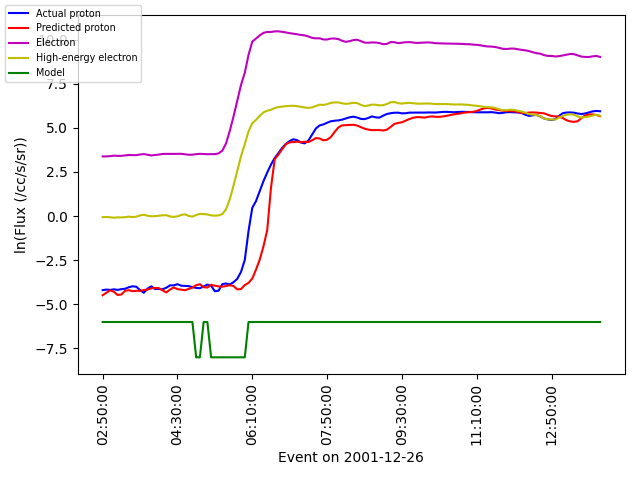 Actual proton
Predicted proton
Electron
High-energy electron
Model
10.0
7.5
5.0
2.5
0.0
−2.5
−5.0
−7.5
ln(Flux (/cc/s/sr))
02:50:00
04:30:00
06:10:00
07:50:00
09:30:00
11:10:00
12:50:00
Event on 2001-12-26